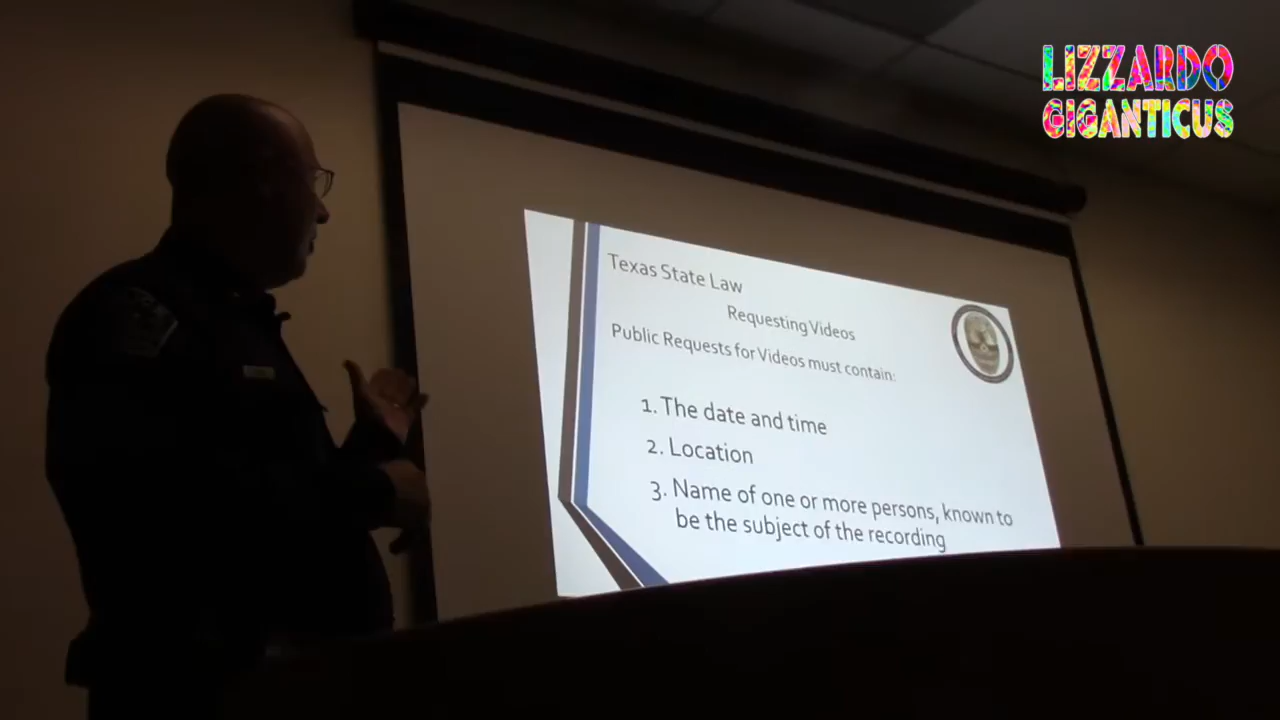 LIZZARDO
GIGANTICUS
Texas State Law
Requesting Videos
Public Requests for Videos must contain:
1. The date and time
2. Location
3. Name of one or more persons, known to
be the subject of the recording